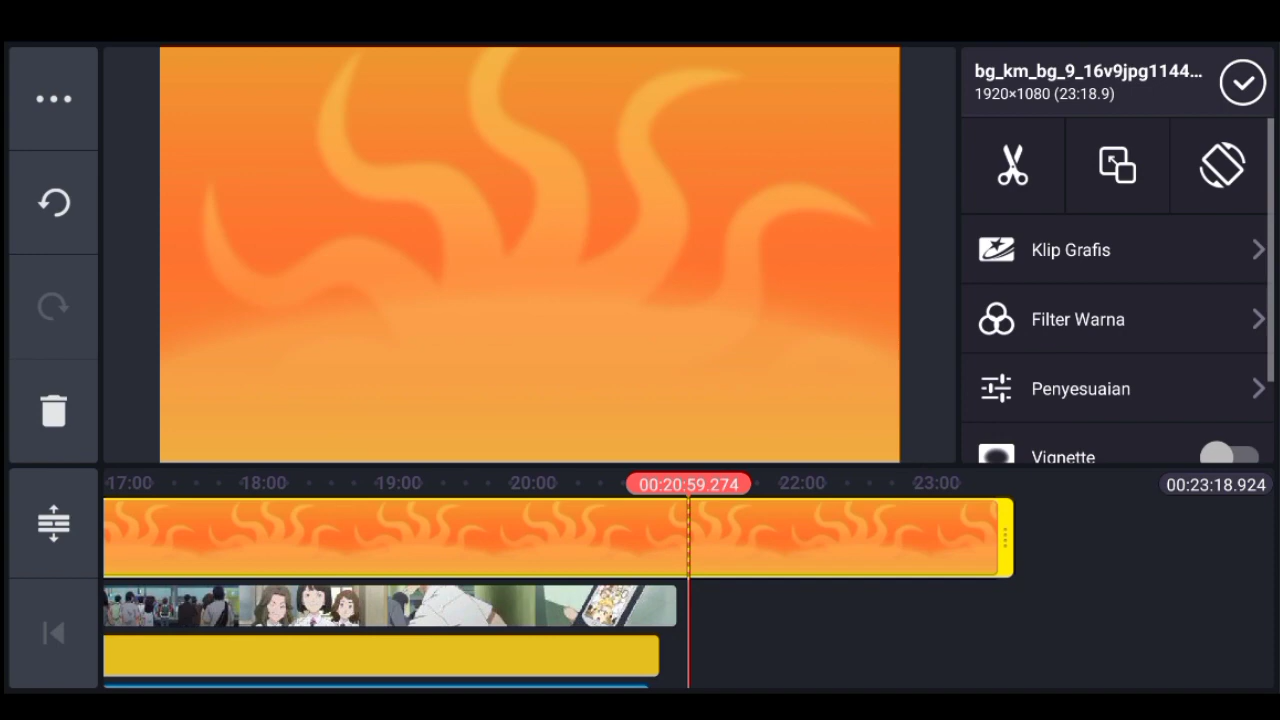 bg_km_bg_9_16v9jpg1144...
1920×1080 (23:18.9)
Klip Grafis
Filter Warna
Penyesuaian
Vignette
17:00
18:00
19:00
20:00
00:20:59.274
22:00
23:00
00:23:18.924